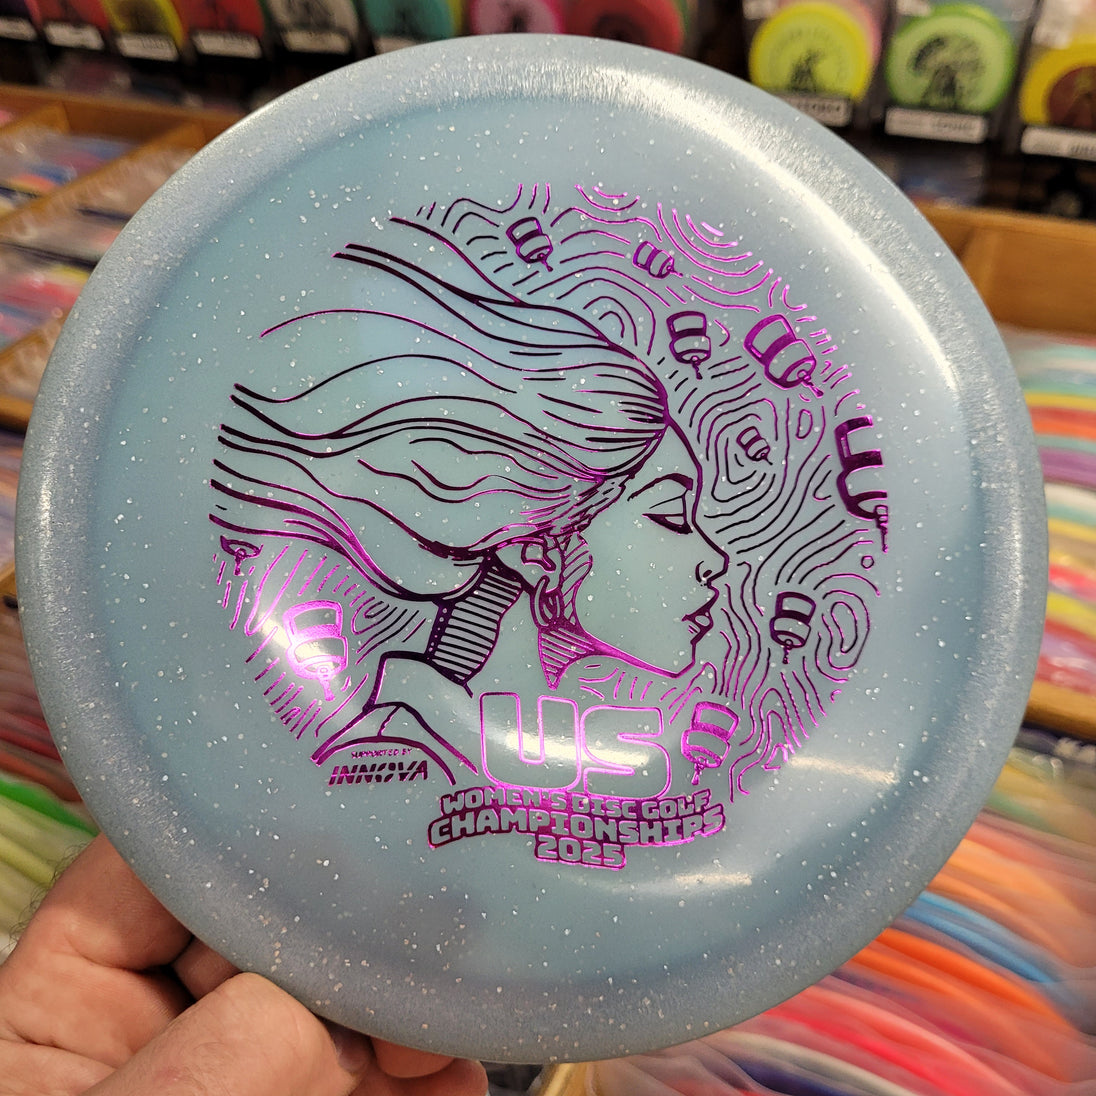 US
SUPPORTED BY
INNOVA
WOMEN'S DISC GOLF
CHAMPIONSHIPS
2025